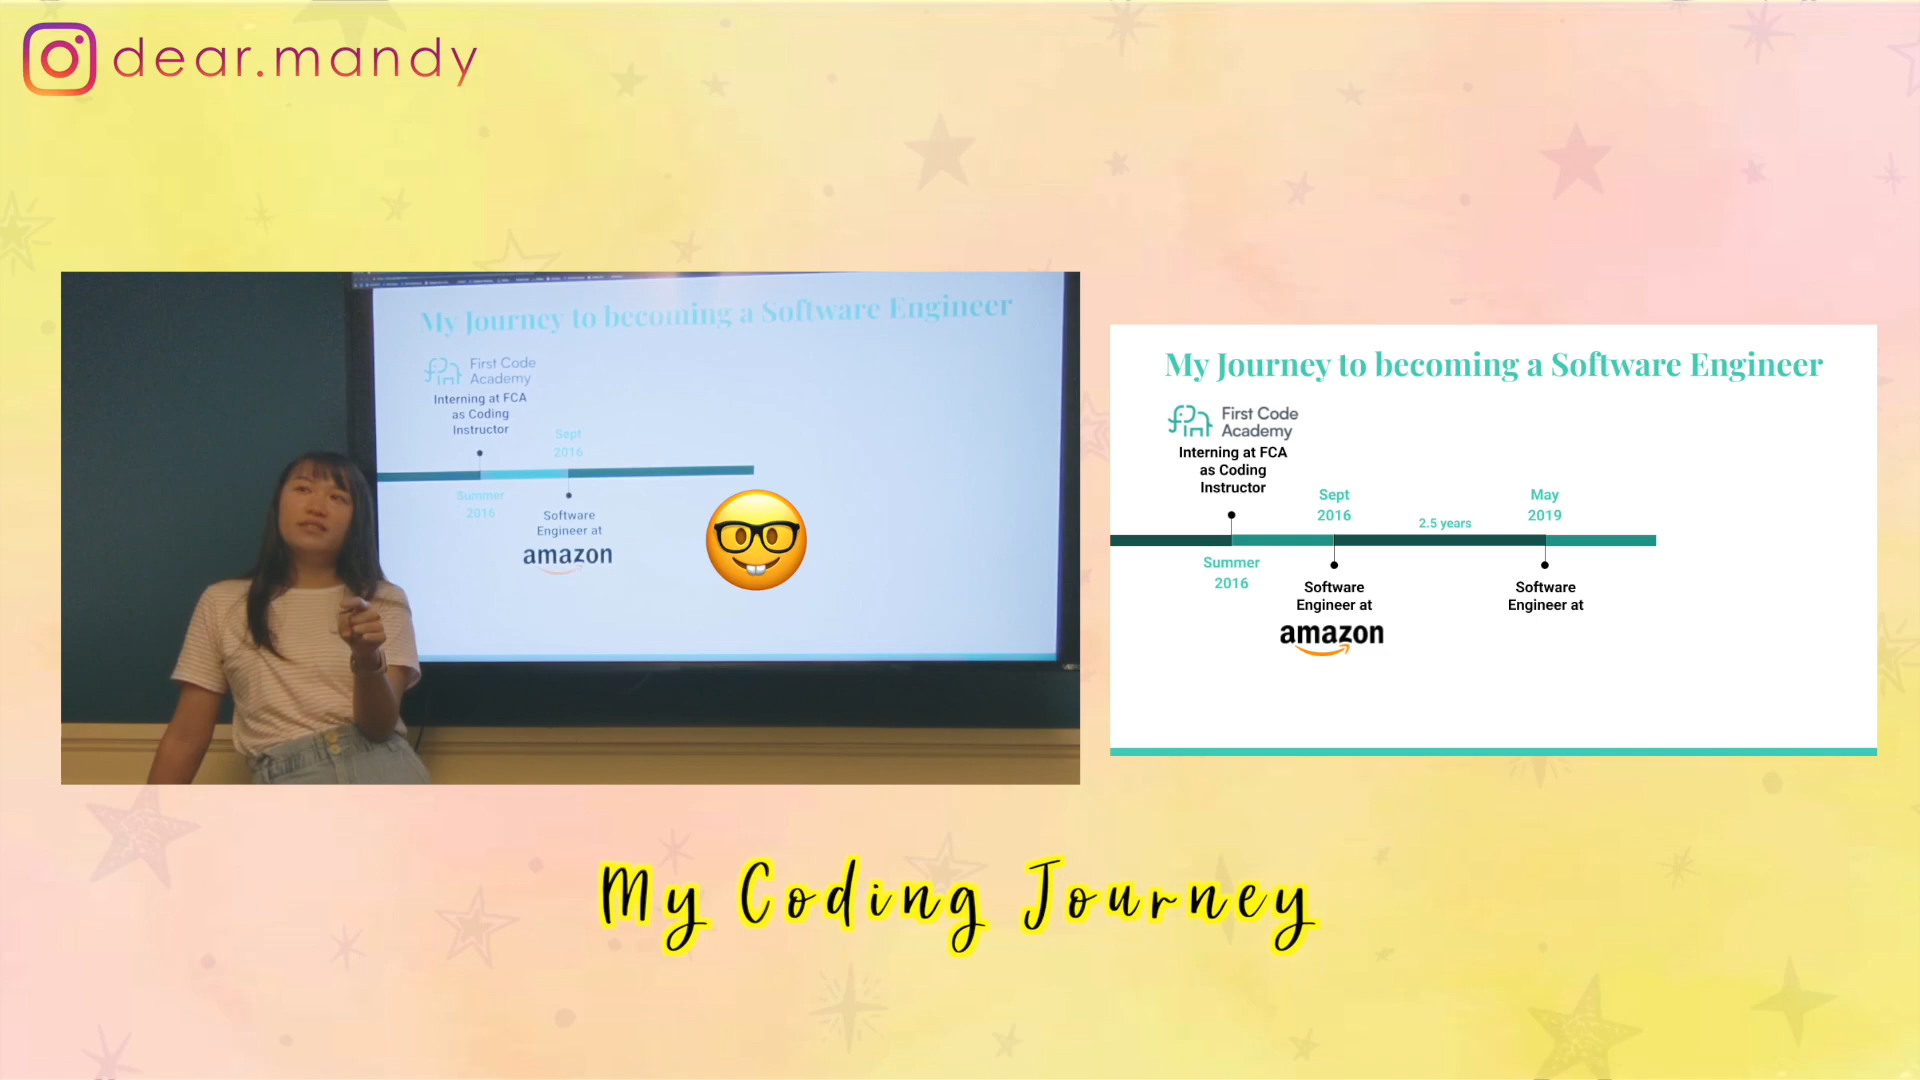 dear.mandy
My Journey to becoming a Software Engineer
First Code
Academy
Interning at FCA
as Coding
Instructor
Sept
2016
Summer
2016
Software
Engineer at
amazon
My Journey to becoming a Software Engineer
First Code
Academy
Interning at FCA
as Coding
Instructor
Sept
2016
2.5 years
May
2019
Summer
2016
Software
Engineer at
amazon
Software
Engineer at
My Coding Journey